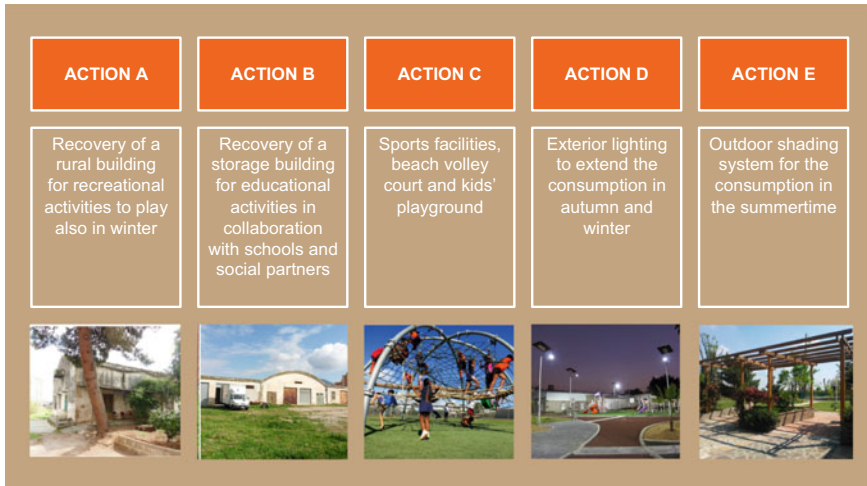 ACTION A
ACTION B
ACTION C
ACTION D
ACTION E
Recovery of a
rural building
for recreational
activities to play
also in winter
Recovery of a
storage building
for educational
activities in
collaboration
with schools and
social partners
Sports facilities,
beach volley
court and kids'
playground
Exterior lighting
to extend the
consumption in
autumn and
winter
Outdoor shading
system for the
consumption in
the summertime